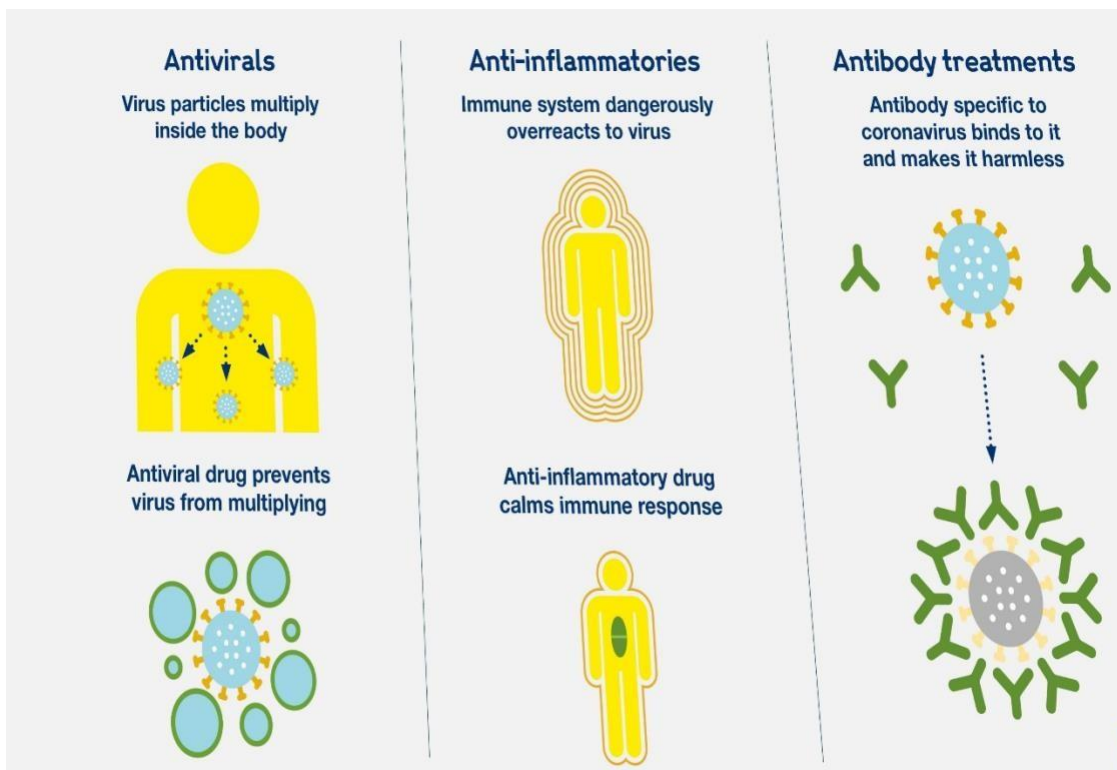 Antivirals
Virus particles multiply
inside the body
Antiviral drug prevents
virus from multiplying
Anti-inflammatories
Immune system dangerously
overreacts to virus
Anti-inflammatory drug
calms immune response
Antibody treatments
Antibody specific to
coronavirus binds to it
and makes it harmless